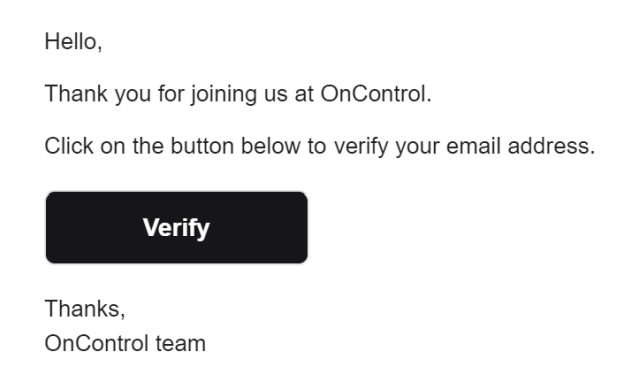 Hello,
Thank you for joining us at OnControl.
Click on the button below to verify your email address.
Verify
Thanks,
OnControl team